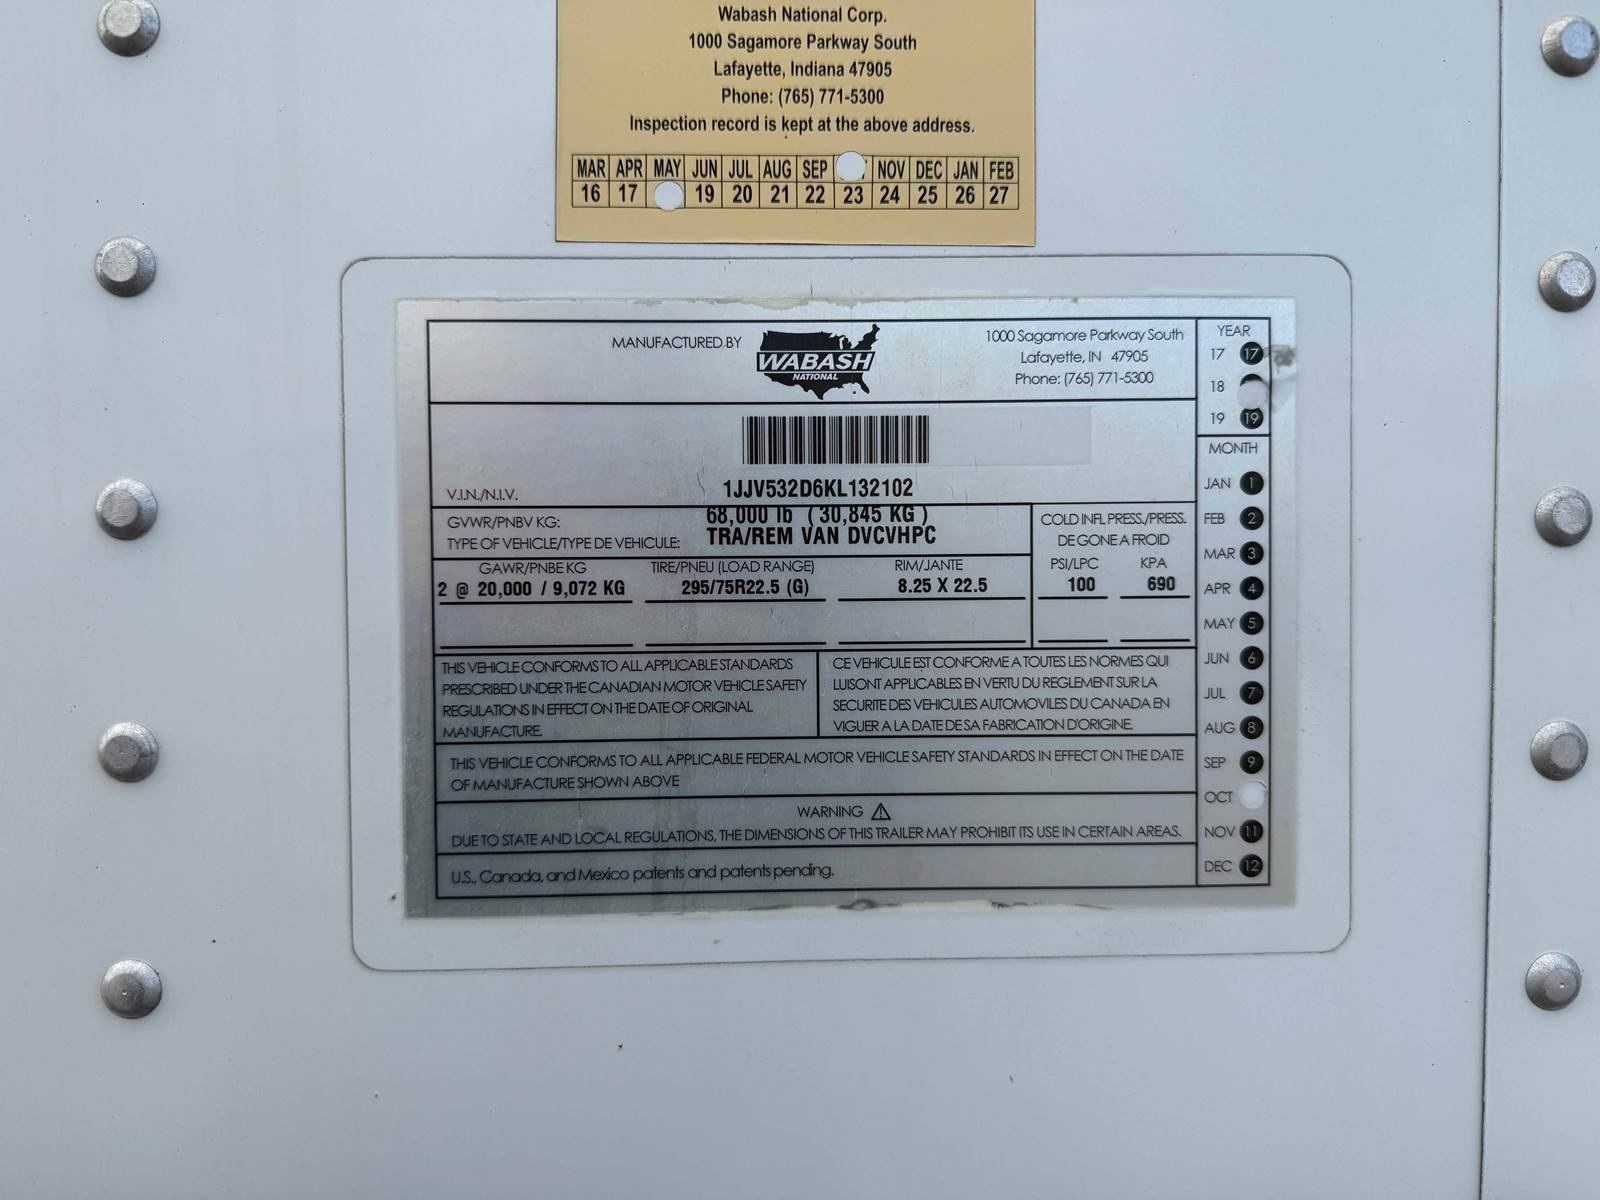 Wabash National Corp.
1000 Sagamore Parkway South
Lafayette, Indiana 47905
Phone: (765) 771-5300
Inspection record is kept at the above address.
MAR APR MAY JUN JUL AUG SEP NOV DEC JAN FEB
16 17 19 20 21 22 23 24 25 26 27
MANUFACTURED BY
WABASH
NATIONAL
1000 Sagamore Parkway South
Lafayette, IN 47905
Phone: (765) 771-5300
YEAR
17 17
18
19 19
V.I.N./N.I.V.
1JJV532D6KL132102
GVWR/PNBV KG: 68,000 lb (30,845 KG)
TYPE OF VEHICLE/TYPE DE VEHICULE: TRA/REM VAN DVCVHPC
COLD INFL PRESS./PRESS.
DE GONE A FROID
GAWR/PNBE KG TIRE/PNEU (LOAD RANGE) RIM/JANTE PSI/LPC KPA
2 @ 20,000 / 9,072 KG 295/75R22.5 (G) 8.25 X 22.5 100 690
THIS VEHICLE CONFORMS TO ALL APPLICABLE STANDARDS
PRESCRIBED UNDER THE CANADIAN MOTOR VEHICLE SAFETY
REGULATIONS IN EFFECT ON THE DATE OF ORIGINAL
MANUFACTURE.
CE VEHICULE EST CONFORME A TOUTES LES NORMES QUI
LUISONT APPLICABLES EN VERTU DU REGLEMENT SUR LA
SECURITE DES VEHICULES AUTOMOVILES DU CANADA EN
VIGUER A LA DATE DE SA FABRICATION D'ORIGINE.
THIS VEHICLE CONFORMS TO ALL APPLICABLE FEDERAL MOTOR VEHICLE SAFETY STANDARDS IN EFFECT ON THE DATE
OF MANUFACTURE SHOWN ABOVE
WARNING
DUE TO STATE AND LOCAL REGULATIONS, THE DIMENSIONS OF THIS TRAILER MAY PROHIBIT ITS USE IN CERTAIN AREAS.
U.S., Canada, and Mexico patents and patents pending.
MONTH
JAN 1
FEB 2
MAR 3
APR 4
MAY 5
JUN 6
JUL 7
AUG 8
SEP 9
OCT
NOV 11
DEC 12